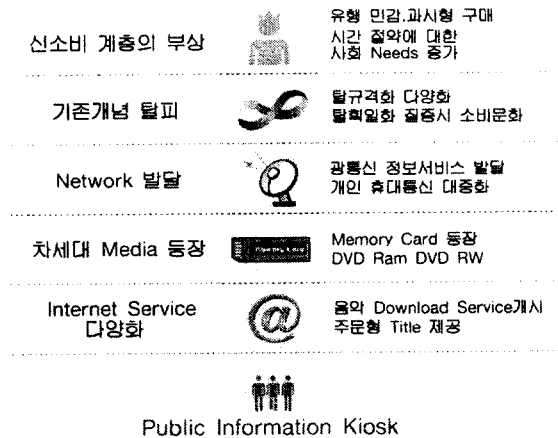 신소비 계층의 부상
유행 민감.과시형 구매
시간 절약에 대한
사회 Needs 증가
기존개념 탈피
탈규격화 다양화
탈획일화 질중시 소비문화
Network 발달
광통신 정보서비스 발달
개인 휴대통신 대중화
차세대 Media 등장
Memory Card
Memory Card 등장
DVD Ram DVD RW
Internet Service
다양화
@
음악 Download Service개시
주문형 Title 제공
Public Information Kiosk